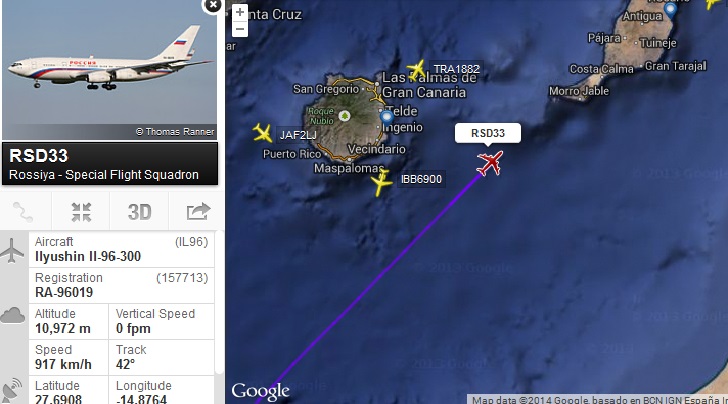 © Thomas Ranner
RSD33
Rossiya - Special Flight Squadron
3D
Aircraft (IL96)
Ilyushin Il-96-300
Registration (157713)
RA-96019
Altitude Vertical Speed
10,972 m 0 fpm
Speed Track
917 km/h 42°
Latitude Longitude
27.6908 -14.8764
+
−
Santa Cruz
Antigua
Pájara
Tuineje
Costa Calma
Gran Tarajal
Morro Jable
TRA1882
Las Palmas de
Gran Canaria
San Gregorio
Roque
Nublo
Telde
Ingenio
JAF2LJ
Vecindario
Puerto Rico
Maspalomas
IBB6900
RSD33
© 2013 Google
Google
Map data ©2014 Google, basado en BCN IGN España